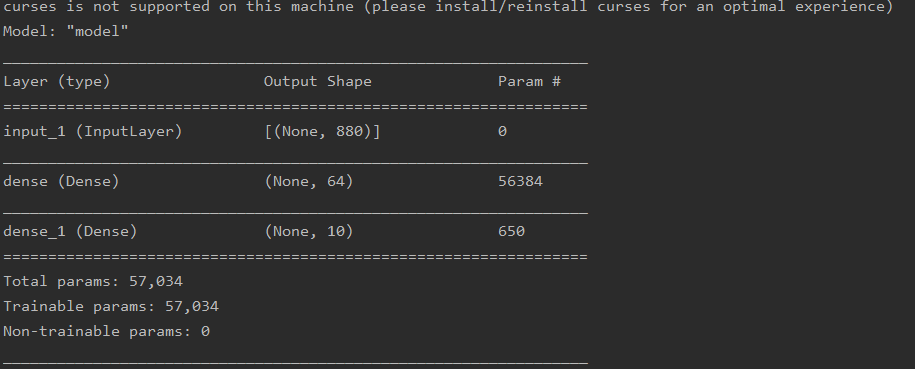 curses is not supported on this machine (please install/reinstall curses for an optimal experience)
Model: "model"
_________________________________________________________________
Layer (type)                 Output Shape              Param #
=================================================================
input_1 (InputLayer)         [(None, 880)]             0
_________________________________________________________________
dense (Dense)                (None, 64)                56384
_________________________________________________________________
dense_1 (Dense)              (None, 10)                650
=================================================================
Total params: 57,034
Trainable params: 57,034
Non-trainable params: 0
_________________________________________________________________